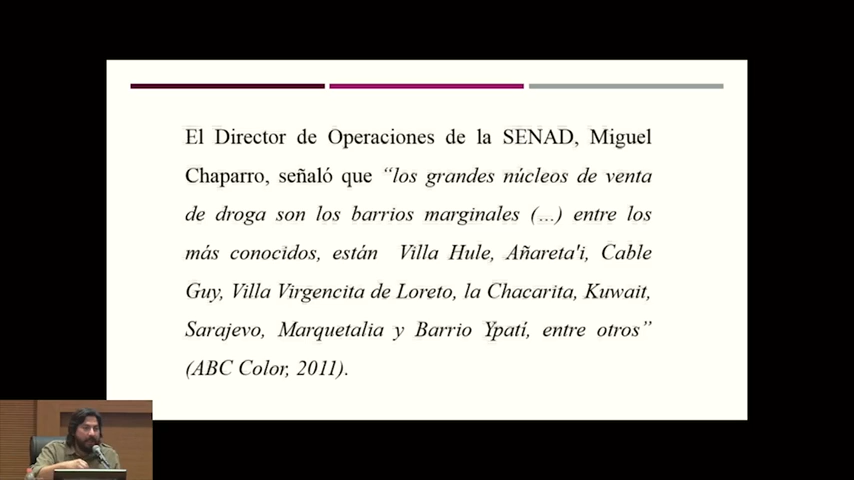 El Director de Operaciones de la SENAD, Miguel
Chaparro, señaló que “los grandes núcleos de venta
de droga son los barrios marginales (...) entre los
más conocidos, están Villa Hule, Añareta'i, Cable
Guy, Villa Virgencita de Loreto, la Chacarita, Kuwait,
Sarajevo, Marquetalia y Barrio Ypatí, entre otros”
(ABC Color, 2011).